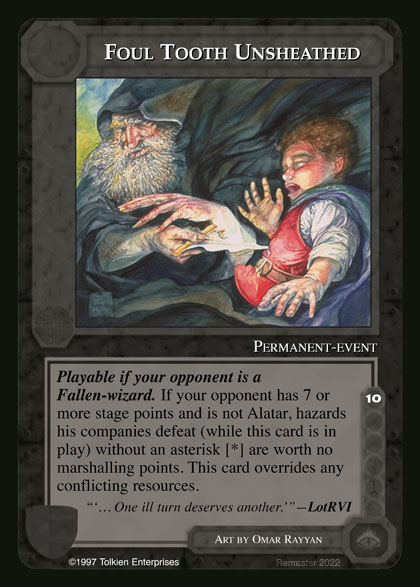 FOUL TOOTH UNSHEATHED
PERMANENT-EVENT
Playable if your opponent is a
Fallen-wizard. If your opponent has 7 or
more stage points and is not Alatar, hazards
his companies defeat (while this card is in
play) without an asterisk [*] are worth no
marshalling points. This card overrides any
conflicting resources.
“‘… One ill turn deserves another.’”—LotRVI
10
ART BY OMAR RAYYAN
©1997 Tolkien Enterprises
Remaster 2022